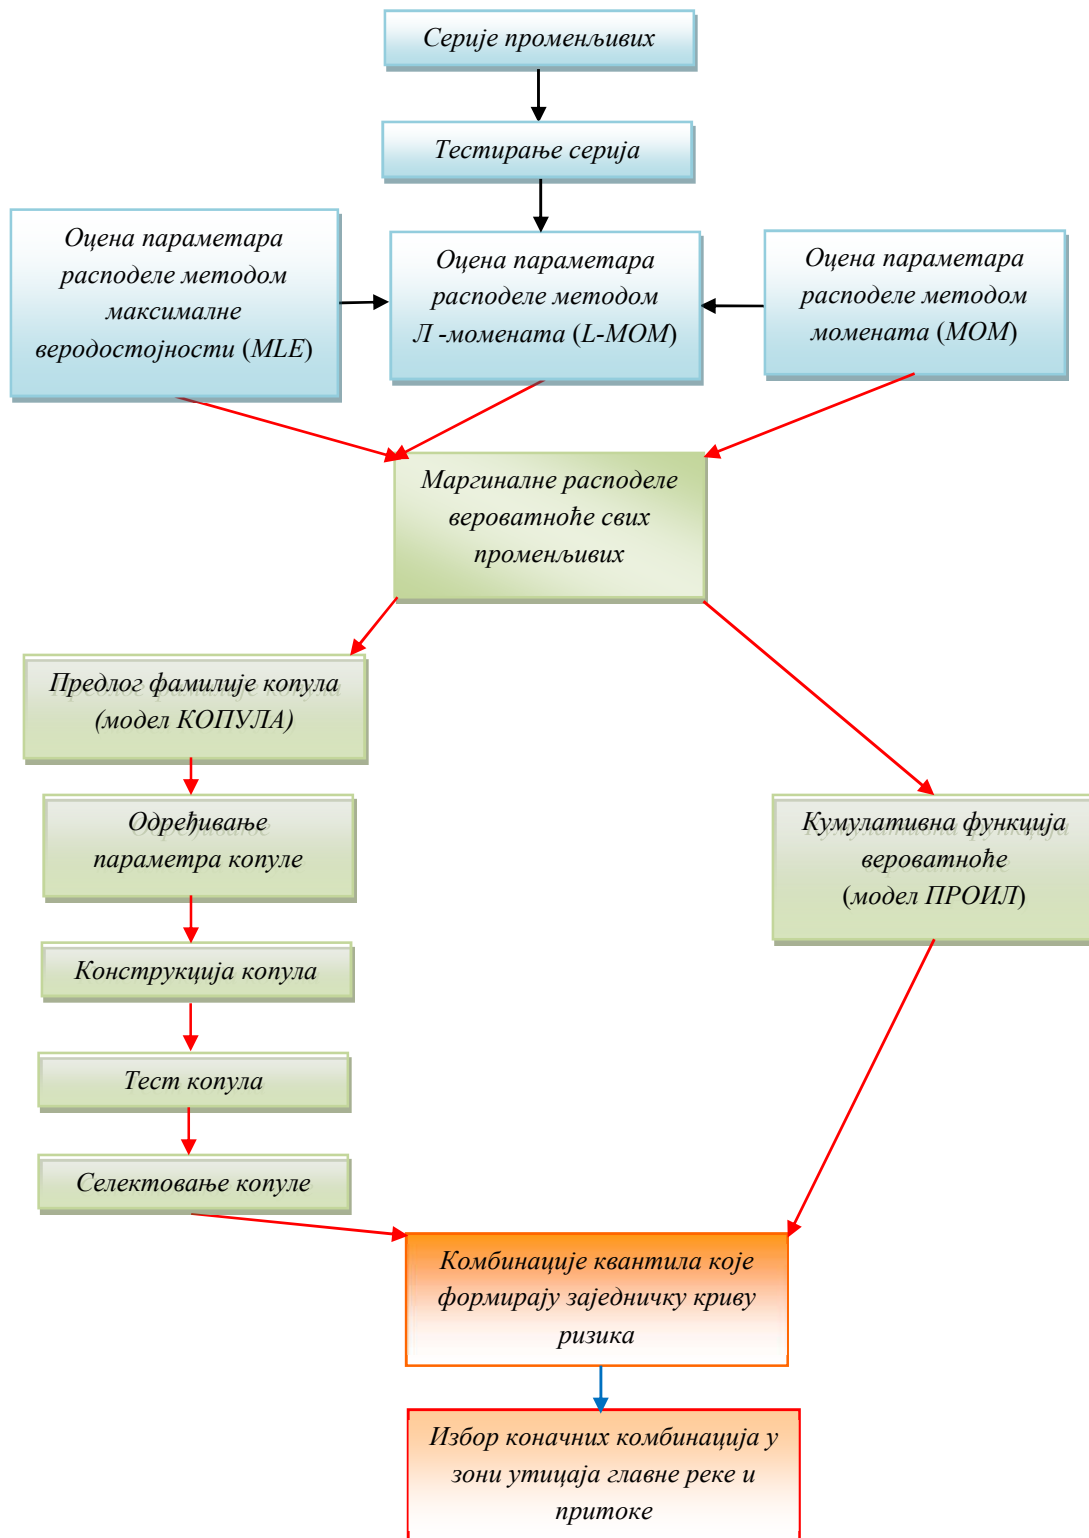 Серије променљивих
Тестирање серија
Оцена параметара
расподеле методом
максималне
веродостојности (MLE)
Оцена параметара
расподеле методом
Л -момената (L-MOM)
Оцена параметара
расподеле методом
момената (MOM)
Маргиналне расподеле
вероватноће свих
променљивих
Предлог фамилије копула
(модел КОПУЛА)
Одређивање
параметра копуле
Конструкција копула
Тест копула
Селектовање копуле
Кумулативна функција
вероватноће
(модел ПРОИЛ)
Комбинације квантила које
формирају заједничку криву
ризика
Избор коначних комбинација у
зони утицаја главне реке и
притоке